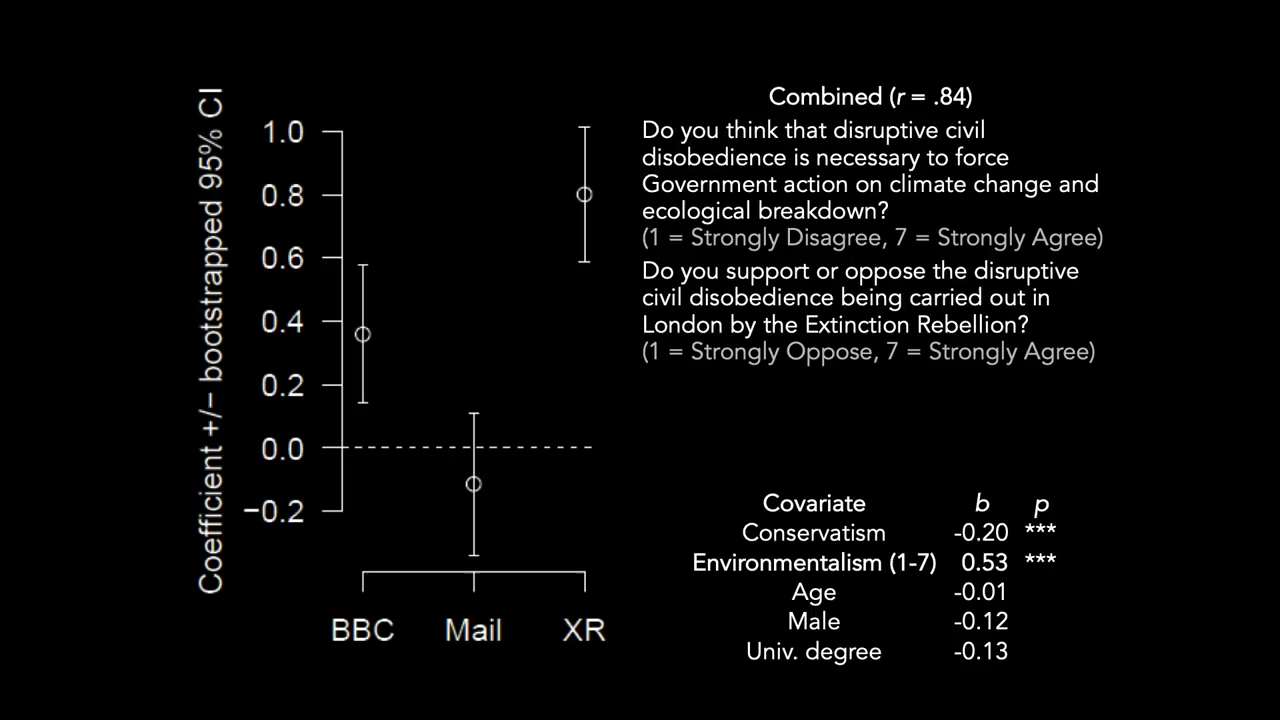 Coefficient +/− bootstrapped 95% CI
1.0
0.8
0.6
0.4
0.2
0.0
−0.2
BBC Mail XR
Combined (r = .84)
Do you think that disruptive civil
disobedience is necessary to force
Government action on climate change and
ecological breakdown?
(1 = Strongly Disagree, 7 = Strongly Agree)
Do you support or oppose the disruptive
civil disobedience being carried out in
London by the Extinction Rebellion?
(1 = Strongly Oppose, 7 = Strongly Agree)
Covariate b p
Conservatism -0.20 ***
Environmentalism (1-7) 0.53 ***
Age -0.01
Male -0.12
Univ. degree -0.13